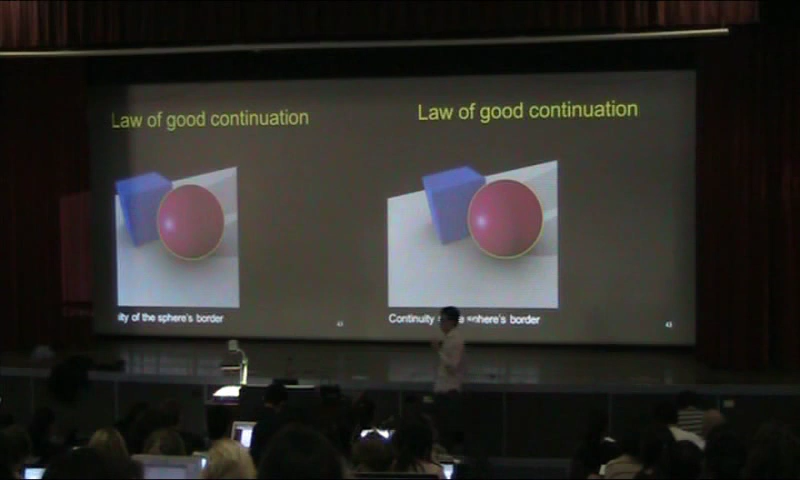 Law of good continuation
ity of the sphere's border
43
Law of good continuation
Continuity sphere's border
43